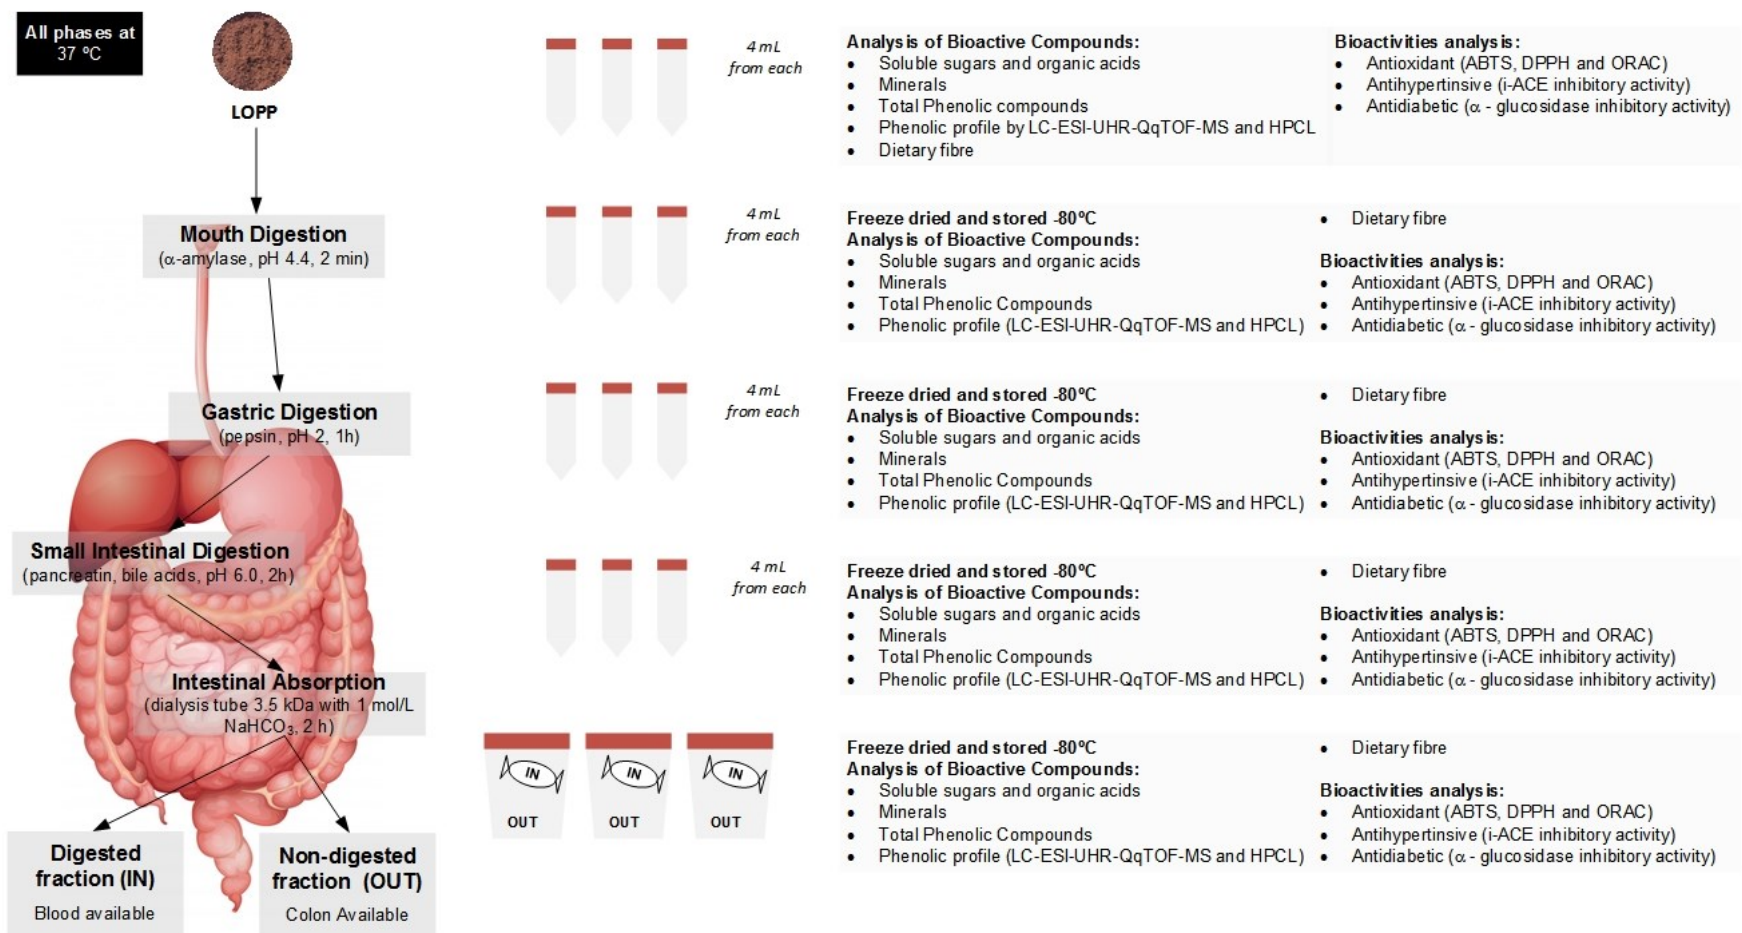 All phases at
37 ºC
LOPP
Mouth Digestion
(α-amylase, pH 4.4, 2 min)
Gastric Digestion
(pepsin, pH 2, 1h)
Small Intestinal Digestion
(pancreatin, bile acids, pH 6.0, 2h)
Intestinal Absorption
(dialysis tube 3.5 kDa with 1 mol/L
NaHCO₃, 2 h)
Digested
fraction (IN)
Blood available
Non-digested
fraction (OUT)
Colon Available
4 mL
from each
Analysis of Bioactive Compounds:
• Soluble sugars and organic acids
• Minerals
• Total Phenolic compounds
• Phenolic profile by LC-ESI-UHR-QqTOF-MS and HPCL
• Dietary fibre
Bioactivities analysis:
• Antioxidant (ABTS, DPPH and ORAC)
• Antihypertinsive (i-ACE inhibitory activity)
• Antidiabetic (α - glucosidase inhibitory activity)
4 mL
from each
Freeze dried and stored -80ºC
Analysis of Bioactive Compounds:
• Soluble sugars and organic acids
• Minerals
• Total Phenolic Compounds
• Phenolic profile (LC-ESI-UHR-QqTOF-MS and HPCL)
• Dietary fibre
Bioactivities analysis:
• Antioxidant (ABTS, DPPH and ORAC)
• Antihypertinsive (i-ACE inhibitory activity)
• Antidiabetic (α - glucosidase inhibitory activity)
4 mL
from each
Freeze dried and stored -80ºC
Analysis of Bioactive Compounds:
• Soluble sugars and organic acids
• Minerals
• Total Phenolic Compounds
• Phenolic profile (LC-ESI-UHR-QqTOF-MS and HPCL)
• Dietary fibre
Bioactivities analysis:
• Antioxidant (ABTS, DPPH and ORAC)
• Antihypertinsive (i-ACE inhibitory activity)
• Antidiabetic (α - glucosidase inhibitory activity)
4 mL
from each
Freeze dried and stored -80ºC
Analysis of Bioactive Compounds:
• Soluble sugars and organic acids
• Minerals
• Total Phenolic Compounds
• Phenolic profile (LC-ESI-UHR-QqTOF-MS and HPCL)
• Dietary fibre
Bioactivities analysis:
• Antioxidant (ABTS, DPPH and ORAC)
• Antihypertinsive (i-ACE inhibitory activity)
• Antidiabetic (α - glucosidase inhibitory activity)
IN IN IN
OUT OUT OUT
Freeze dried and stored -80ºC
Analysis of Bioactive Compounds:
• Soluble sugars and organic acids
• Minerals
• Total Phenolic Compounds
• Phenolic profile (LC-ESI-UHR-QqTOF-MS and HPCL)
• Dietary fibre
Bioactivities analysis:
• Antioxidant (ABTS, DPPH and ORAC)
• Antihypertinsive (i-ACE inhibitory activity)
• Antidiabetic (α - glucosidase inhibitory activity)